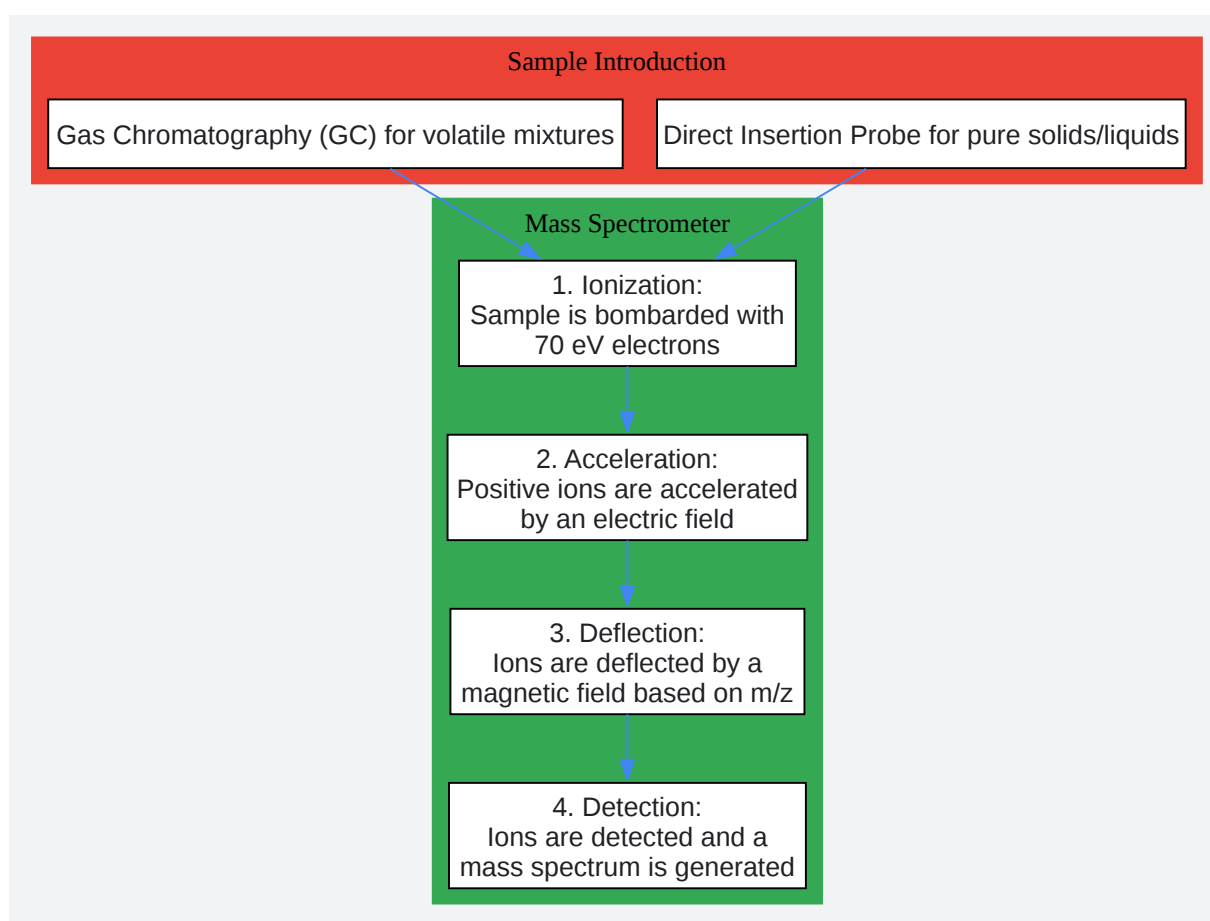 Sample Introduction
Gas Chromatography (GC) for volatile mixtures
Direct Insertion Probe for pure solids/liquids
Mass Spectrometer
1. Ionization:
Sample is bombarded with
70 eV electrons
2. Acceleration:
Positive ions are accelerated
by an electric field
3. Deflection:
Ions are deflected by a
magnetic field based on m/z
4. Detection:
Ions are detected and a
mass spectrum is generated